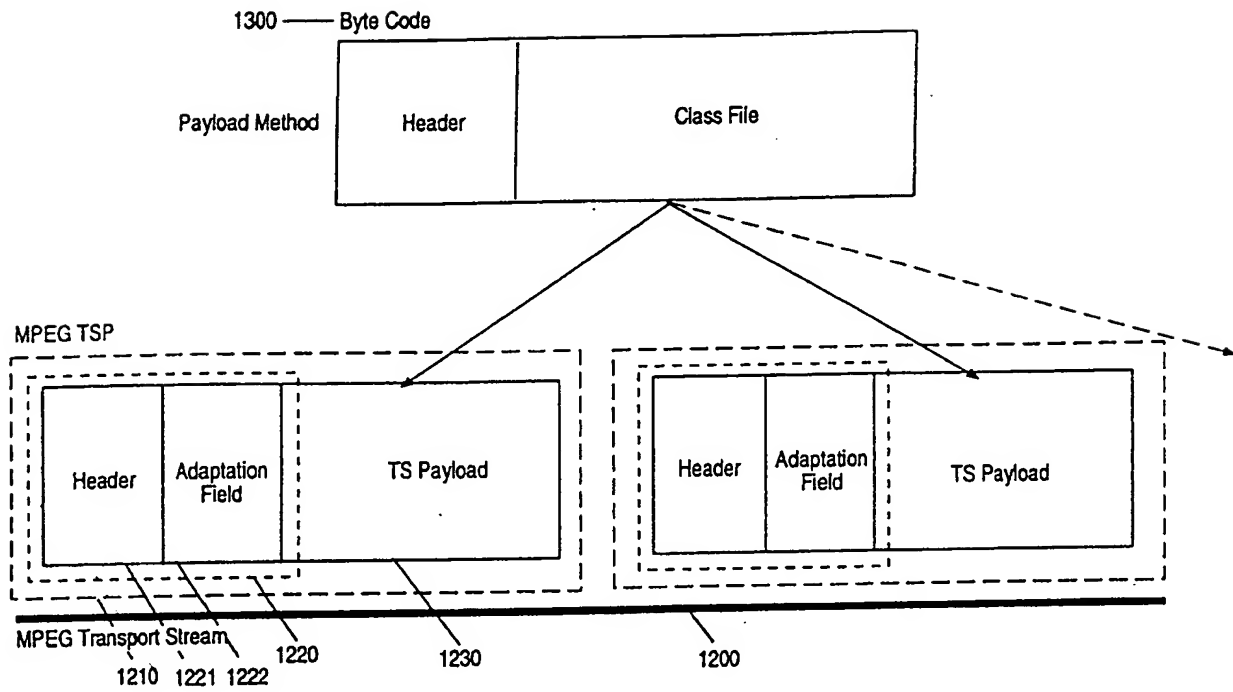 1300 Byte Code
Payload Method
Header
Class File
MPEG TSP
Header
Adaptation
Field
TS Payload
Header
Adaptation
Field
TS Payload
MPEG Transport Stream
1210
1221
1222
1220
1230
1200